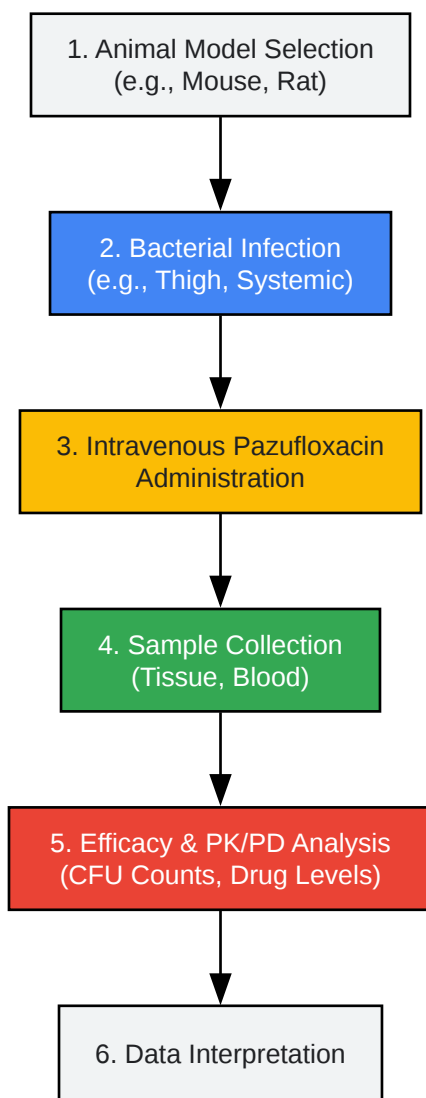 1. Animal Model Selection
(e.g., Mouse, Rat)
2. Bacterial Infection
(e.g., Thigh, Systemic)
3. Intravenous Pazufloxacin
Administration
4. Sample Collection
(Tissue, Blood)
5. Efficacy & PK/PD Analysis
(CFU Counts, Drug Levels)
6. Data Interpretation